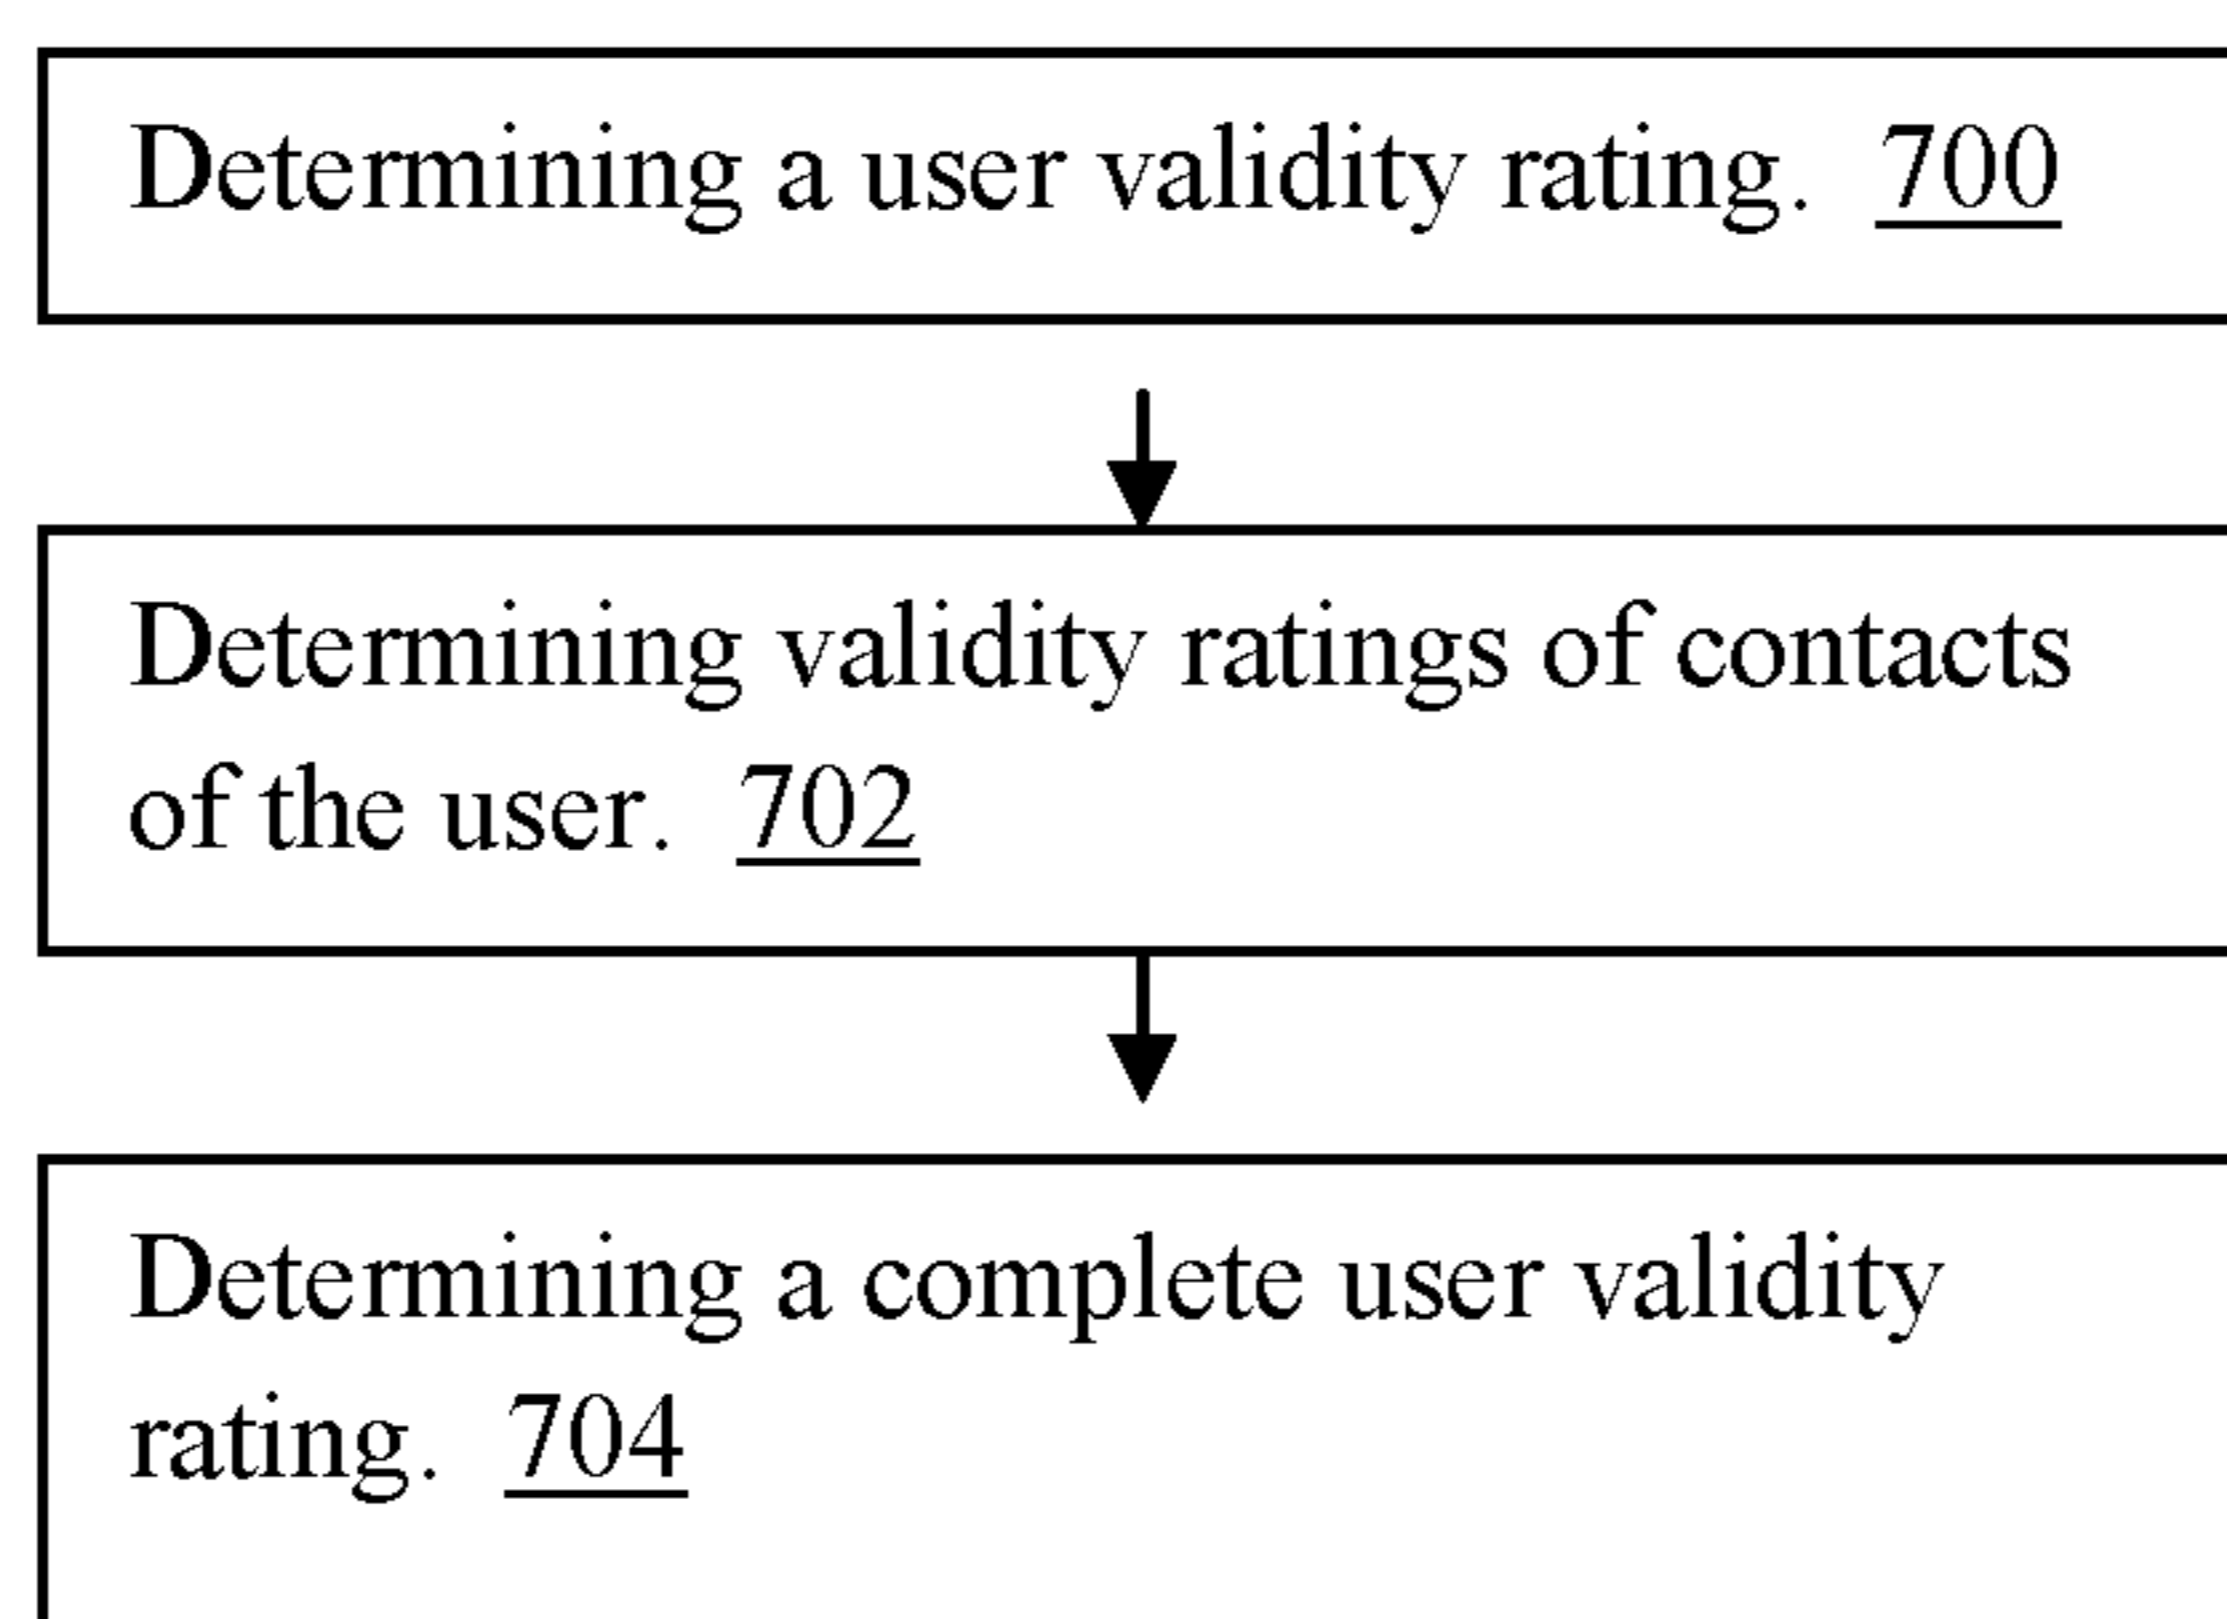 Determining a user validity rating. 700
Determining validity ratings of contacts
of the user. 702
Determining a complete user validity
rating. 704